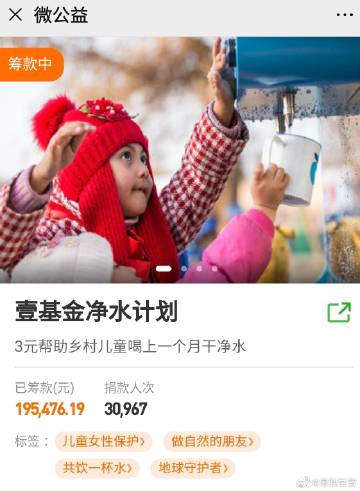 微公益
筹款中
壹基金净水计划
3元帮助乡村儿童喝上一个月干净水
已筹款(元) 捐款人次
195,476.19 30,967
标签： 儿童女性保护› 做自然的朋友›
共饮一杯水› 地球守护者›